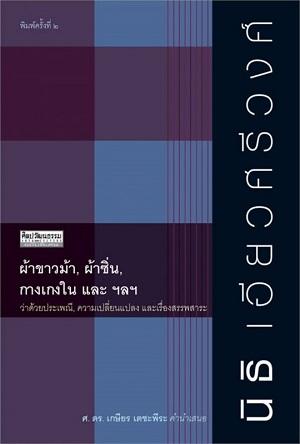 พิมพ์ครั้งที่ ๒
นิธิ เอียวศรีวงศ์
ศิลปวัฒนธรรม
ผ้าขาวม้า, ผ้าซิ่น,
กางเกงใน และ ฯลฯ
ว่าด้วยประเพณี, ความเปลี่ยนแปลง และเรื่องสรรพสาระ
ศ. ดร. เกษียร เตชะพีระ คำนำเสนอ